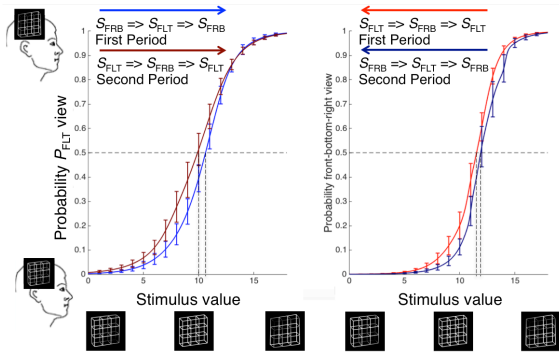 S_FRB => S_FLT => S_FRB
First Period
S_FLT => S_FRB => S_FLT
Second Period
Probability P_FLT view
1
0.9
0.8
0.7
0.6
0.5
0.4
0.3
0.2
0.1
0
0 5 10 15
Stimulus value
S_FLT => S_FRB => S_FLT
First Period
S_FRB => S_FLT => S_FRB
Second Period
Probability front-bottom-right view
1
0.9
0.8
0.7
0.6
0.5
0.4
0.3
0.2
0.1
0
0 5 10 15
Stimulus value